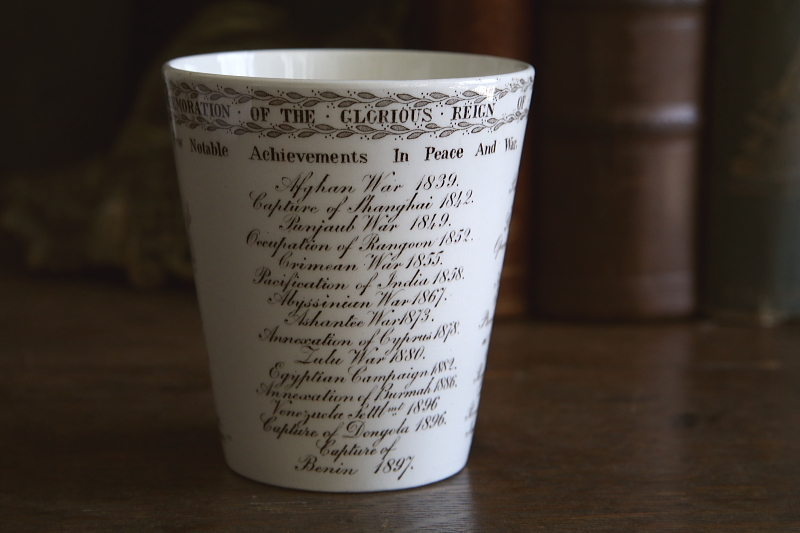 MORATION · OF THE · GLORIOUS · REIGN OF
Notable Achievements In Peace And War.
Afghan War 1839.
Capture of Shanghai 1842.
Punjaub War 1849.
Occupation of Rangoon 1852.
Crimean War 1855.
Pacification of India 1858.
Abyssinian War 1867.
Ashantee War 1873.
Annexation of Cyprus 1878.
Zulu War 1880.
Egyptian Campaign 1882.
Annexation of Burmah 1886.
Venezuela Settlmt 1896
Capture of Dongola 1896.
Capture of
Benin 1897.